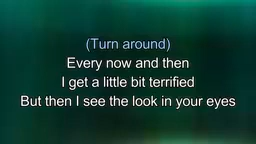 (Turn around)
Every now and then
I get a little bit terrified
But then I see the look in your eyes